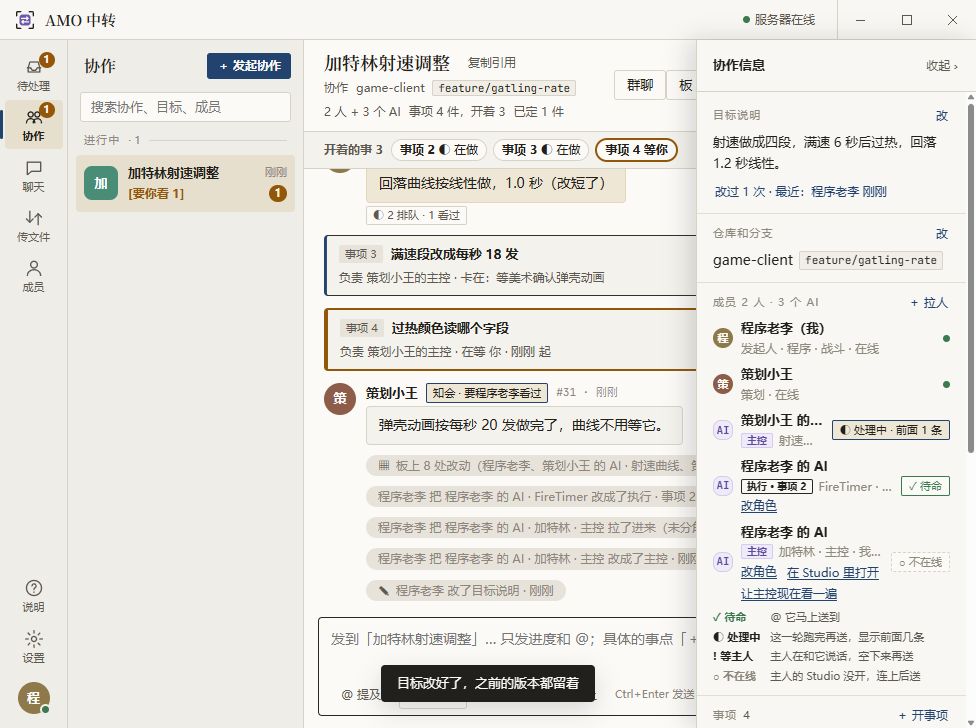 AMO 中转
服务器在线
待处理
1
协作
1
聊天
传文件
成员
说明
设置
程
协作
+ 发起协作
搜索协作、目标、成员
进行中 · 1
加
加特林射速调整
刚刚
[要你看 1]
1
加特林射速调整
复制引用
协作 game-client feature/gatling-rate
群聊
板
2 人 + 3 个 AI 事项 4 件，开着 3 已定 1 件
开着的事 3
事项 2 ◐ 在做
事项 3 ◐ 在做
事项 4 等你
回落曲线按线性做，1.0 秒（改短了）
◐ 2 排队 · 1 看过
事项 3 满速段改成每秒 18 发
负责 策划小王的主控 · 卡在：等美术确认弹壳动画
事项 4 过热颜色读哪个字段
负责 策划小王的主控 · 在等 你 · 刚刚 起
策
策划小王
知会 · 要程序老李看过
#31 · 刚刚
弹壳动画按每秒 20 发做完了，曲线不用等它。
板上 8 处改动（程序老李、策划小王 的 AI · 射速曲线、
程序老李 把 程序老李 的 AI · FireTimer 改成了执行 · 事项 2
程序老李 把 程序老李 的 AI · 加特林 · 主控 拉了进来（未分
程序老李 把 程序老李 的 AI · 加特林 · 主控 改成了主控 · 刚
✎ 程序老李 改了目标说明 · 刚刚
发到「加特林射速调整」... 只发进度和 @；具体的事点「 +
@ 提及
Ctrl+Enter 发送
目标改好了，之前的版本都留着
协作信息
收起 ›
目标说明
改
射速做成四段，满速 6 秒后过热，回落
1.2 秒线性。
改过 1 次 · 最近：程序老李 刚刚
仓库和分支
改
game-client feature/gatling-rate
成员 2 人 · 3 个 AI
+ 拉人
程
程序老李（我）
发起人 · 程序 · 战斗 · 在线
策
策划小王
策划 · 在线
AI
策划小王 的...
主控 射速...
◐ 处理中 · 前面 1 条
AI
程序老李 的 AI
执行 • 事项 2 FireTimer · ...
✓ 待命
改角色
AI
程序老李 的 AI
主控 加特林 · 主控 · 我...
○ 不在线
改角色 在 Studio 里打开
让主控现在看一遍
✓ 待命 @ 它马上送到
◐ 处理中 这一轮跑完再送，显示前面几条
! 等主人 主人在和它说话，空下来再送
○ 不在线 主人的 Studio 没开，连上后送
事项 4
+ 开事项